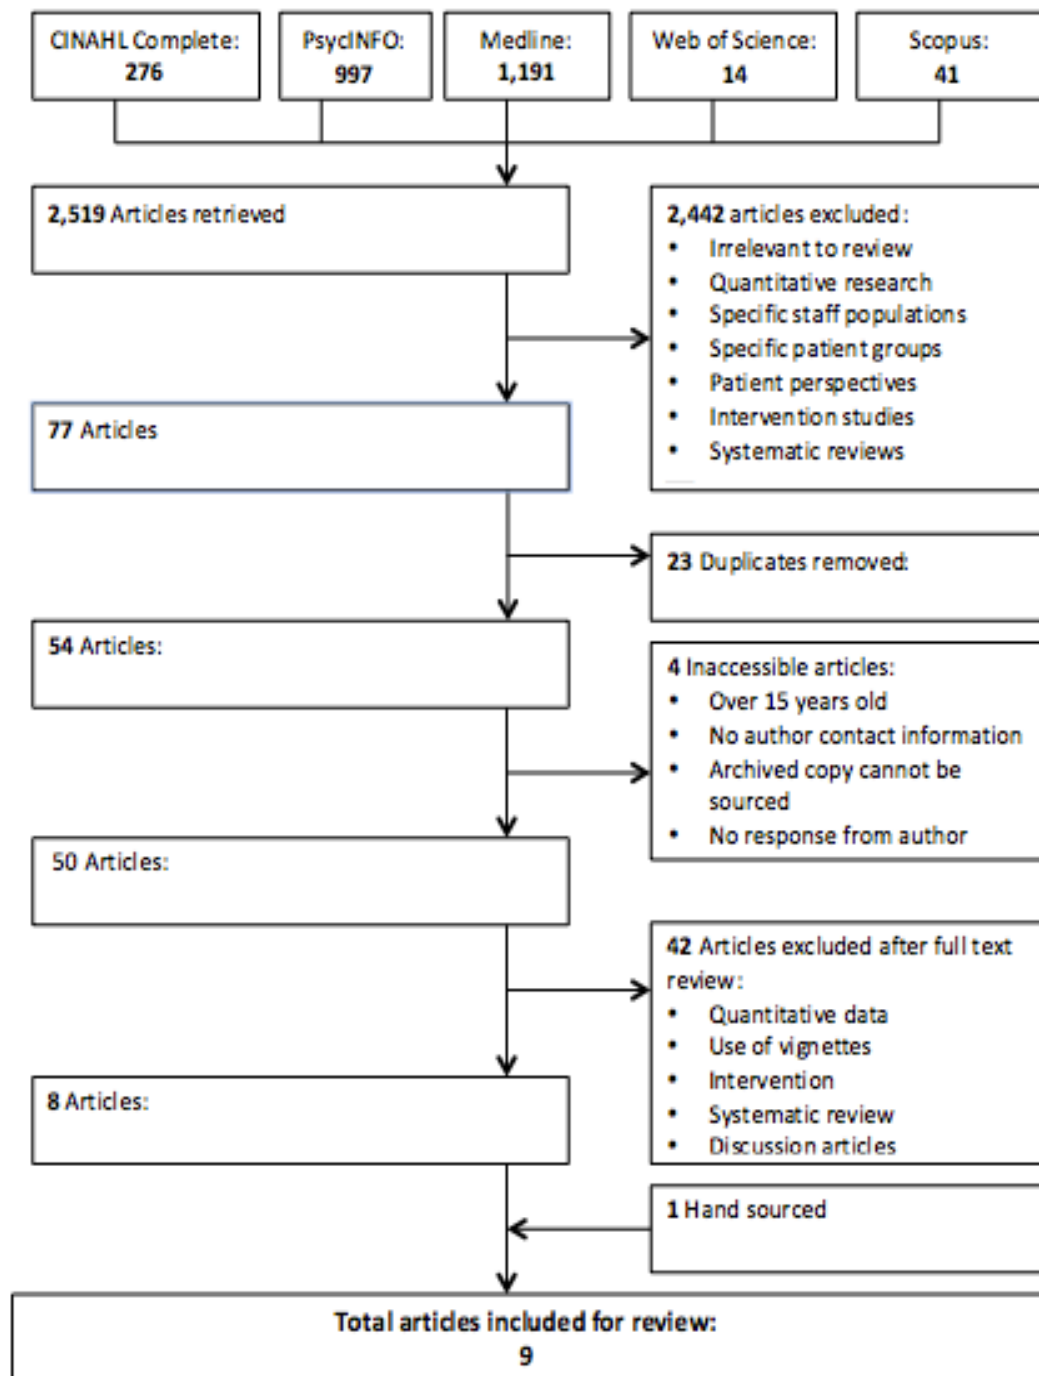 CINAHL Complete:
276
PsycINFO:
997
Medline:
1,191
Web of Science:
14
Scopus:
41
2,519 Articles retrieved
2,442 articles excluded:
• Irrelevant to review
• Quantitative research
• Specific staff populations
• Specific patient groups
• Patient perspectives
• Intervention studies
• Systematic reviews
77 Articles
23 Duplicates removed:
54 Articles:
4 Inaccessible articles:
• Over 15 years old
• No author contact information
• Archived copy cannot be
sourced
• No response from author
50 Articles:
42 Articles excluded after full text
review:
• Quantitative data
• Use of vignettes
• Intervention
• Systematic review
• Discussion articles
8 Articles:
1 Hand sourced
Total articles included for review:
9